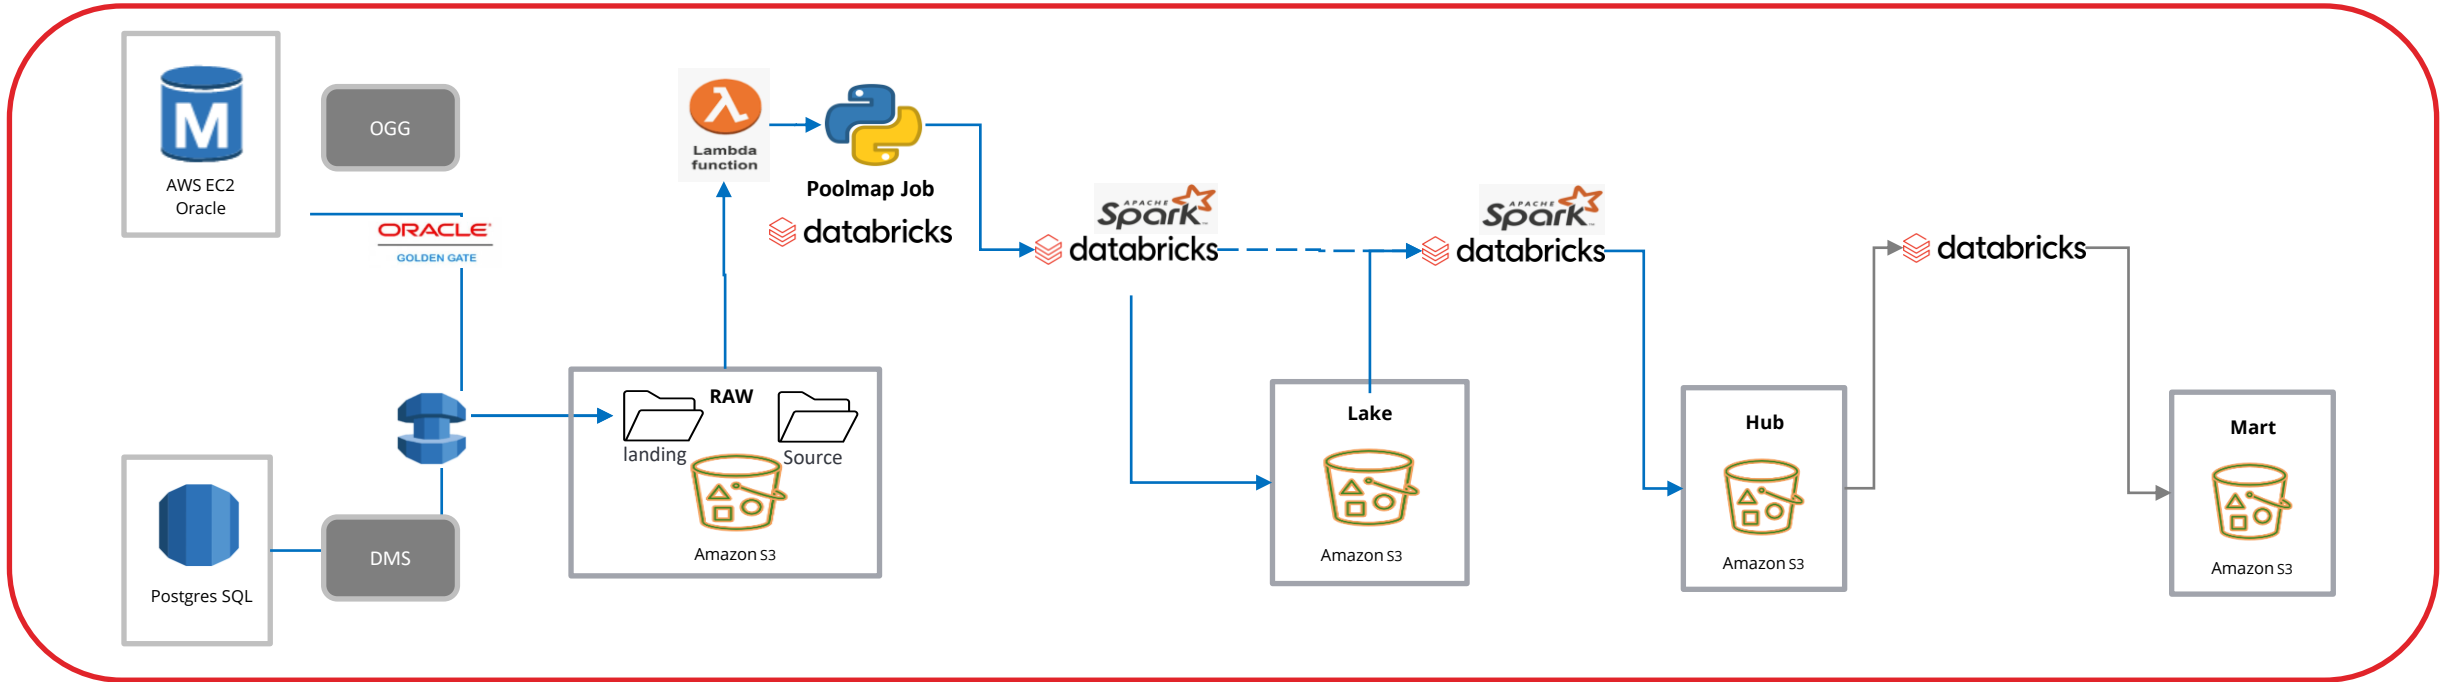 AWS EC2
Oracle
OGG
ORACLE
GOLDEN GATE
Postgres SQL
DMS
RAW
landing
Source
Amazon S3
Lambda
function
Poolmap Job
databricks
APACHE
Spark
databricks
Lake
Amazon S3
APACHE
Spark
databricks
Hub
Amazon S3
databricks
Mart
Amazon S3